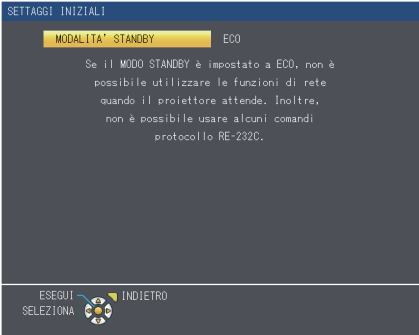 SETTAGGI INIZIALI
MODALITA' STANDBY ECO
Se il MODO STANDBY è impostato a ECO, non è
possibile utilizzare le funzioni di rete
quando il proiettore attende. Inoltre,
non è possibile usare alcuni comandi
protocollo RE-232C.
ESEGUI INDIETRO
SELEZIONA